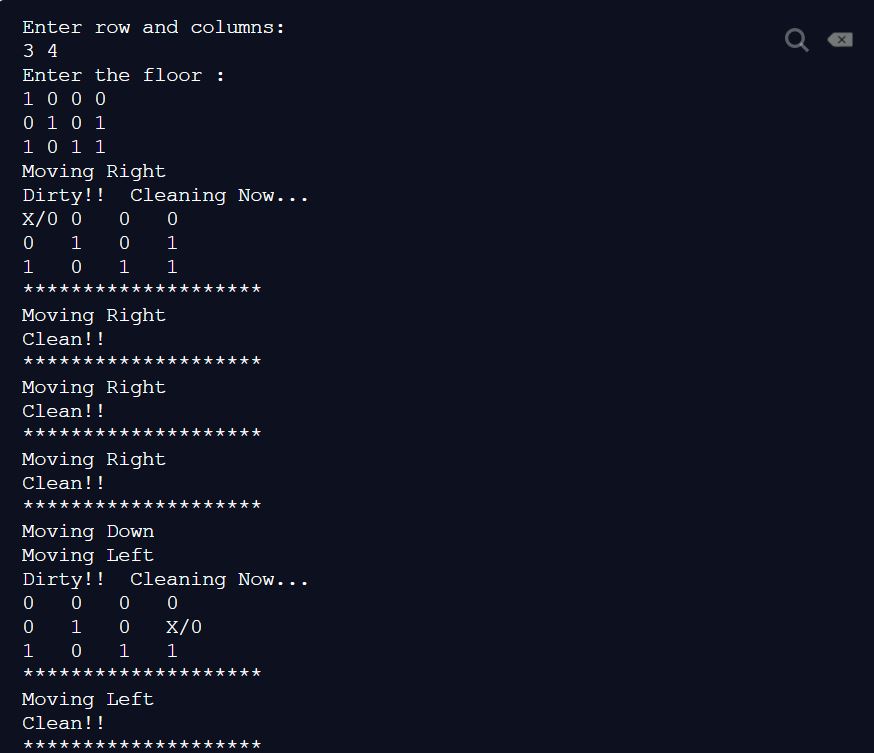 Enter row and columns:
3 4
Enter the floor :
1 0 0 0
0 1 0 1
1 0 1 1
Moving Right
Dirty!!  Cleaning Now...
X/0 0   0   0
0   1   0   1
1   0   1   1
********************
Moving Right
Clean!!
********************
Moving Right
Clean!!
********************
Moving Right
Clean!!
********************
Moving Down
Moving Left
Dirty!!  Cleaning Now...
0   0   0   0
0   1   0   X/0
1   0   1   1
********************
Moving Left
Clean!!
********************